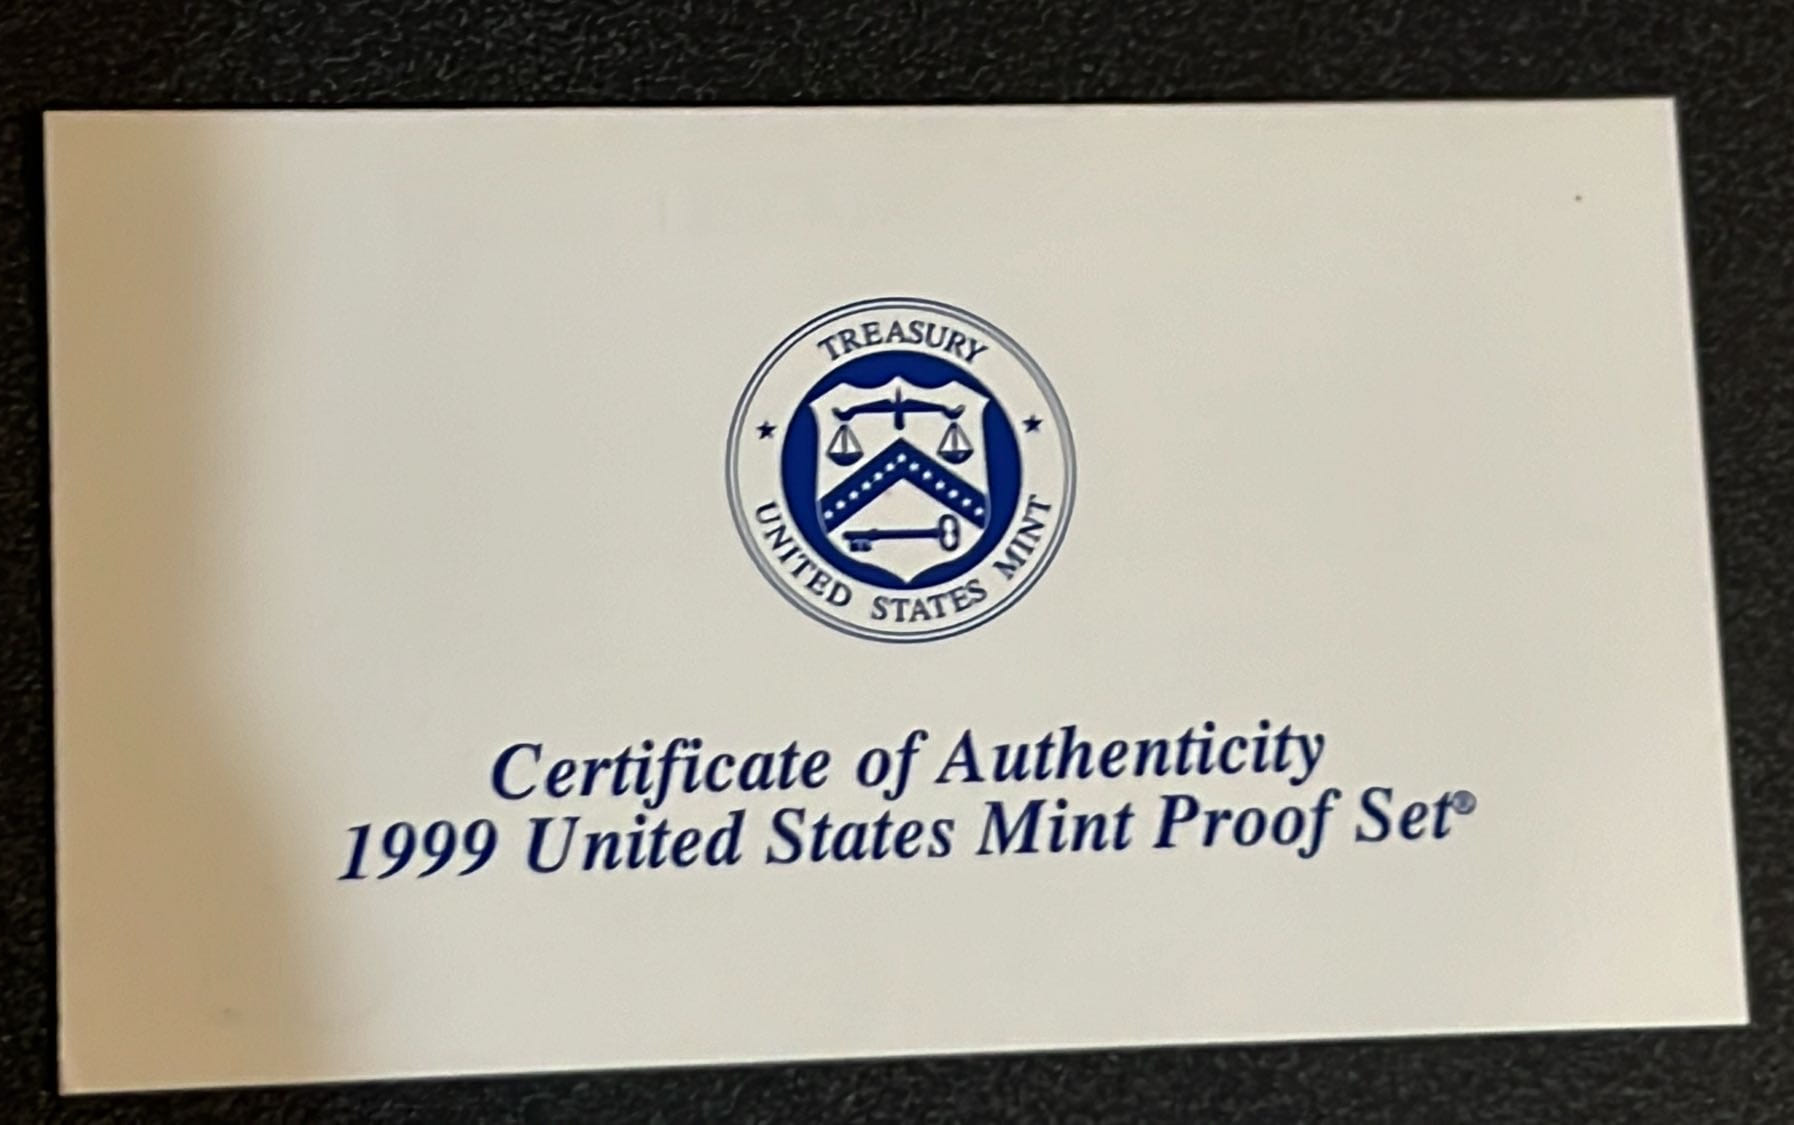 TREASURY
★ ★
UNITED STATES MINT
Certificate of Authenticity
1999 United States Mint Proof Set®